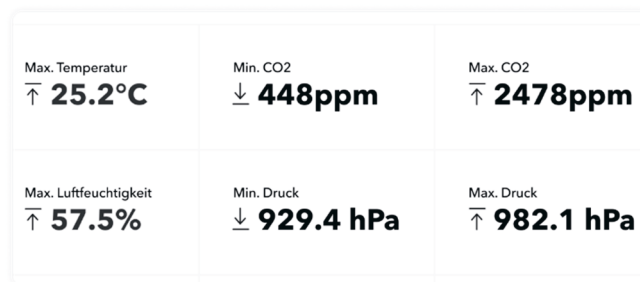 Max. Temperatur
25.2°C
Min. CO2
448ppm
Max. CO2
2478ppm
Max. Luftfeuchtigkeit
57.5%
Min. Druck
929.4 hPa
Max. Druck
982.1 hPa